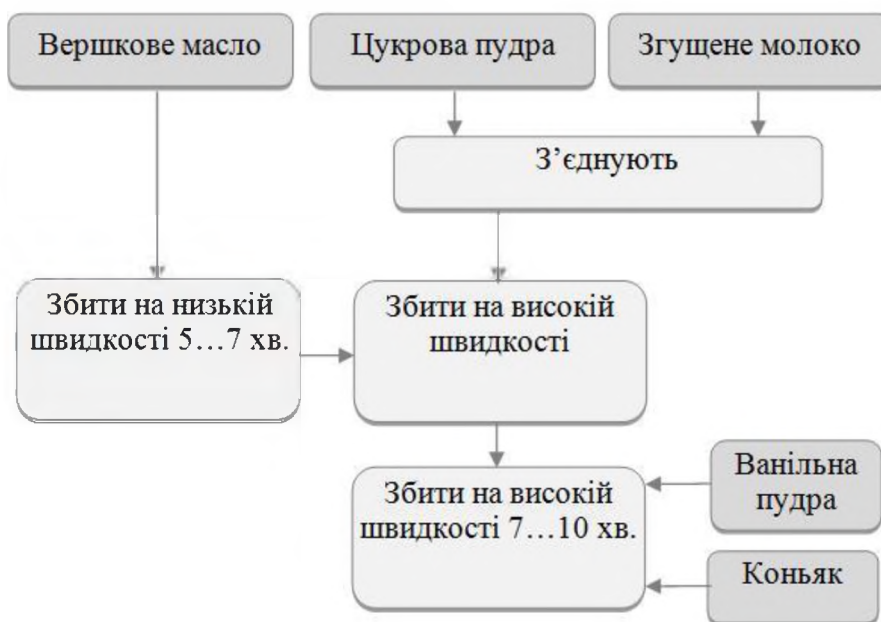 Вершкове масло
Цукрова пудра
Згущене молоко
З’єднують
Збити на низькій
швидкості 5…7 хв.
Збити на високій
швидкості
Збити на високій
швидкості 7…10 хв.
Ванільна
пудра
Коньяк